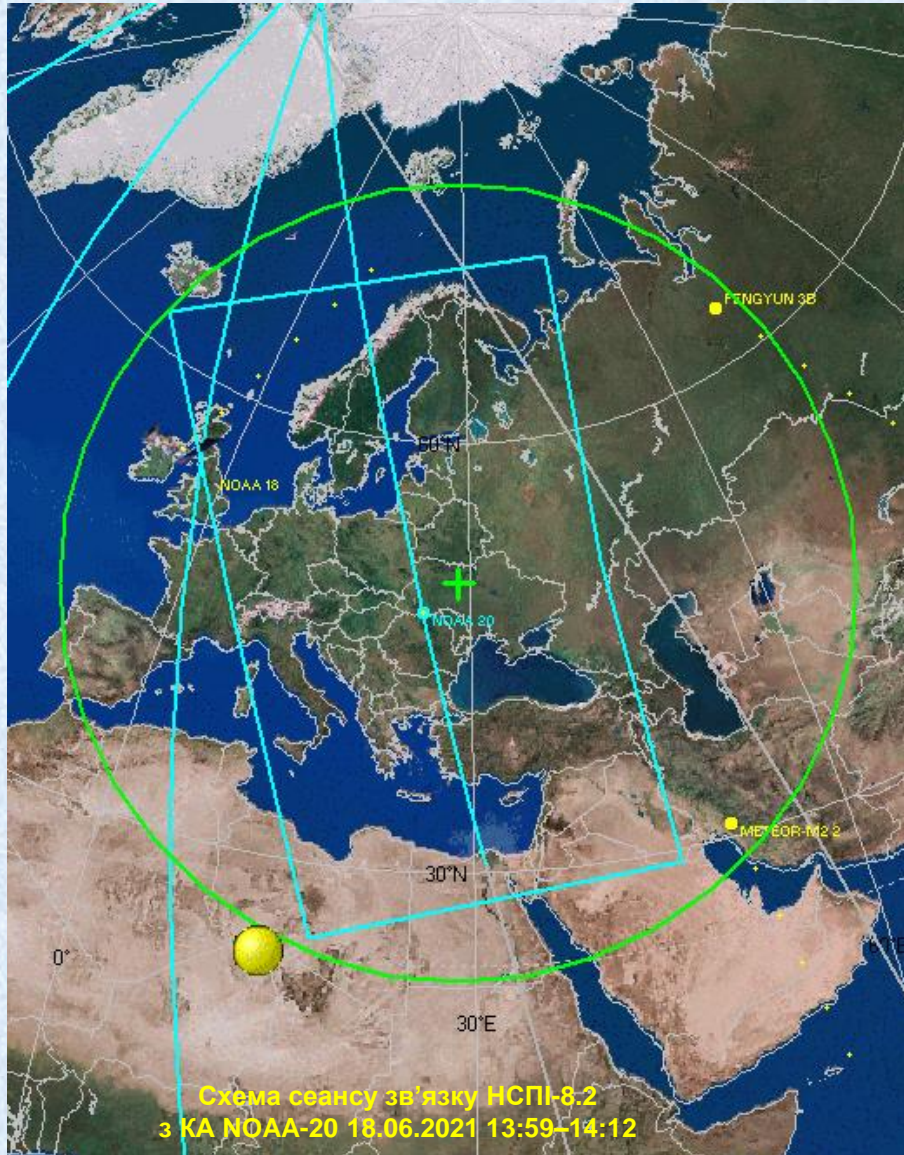 FENGYUN 3B
60°N
NOAA 18
NOAA 20
METEOR-M2 2
30°N
0°
30°E
Схема сеансу зв’язку НСПІ-8.2
з КА NOAA-20 18.06.2021 13:59–14:12